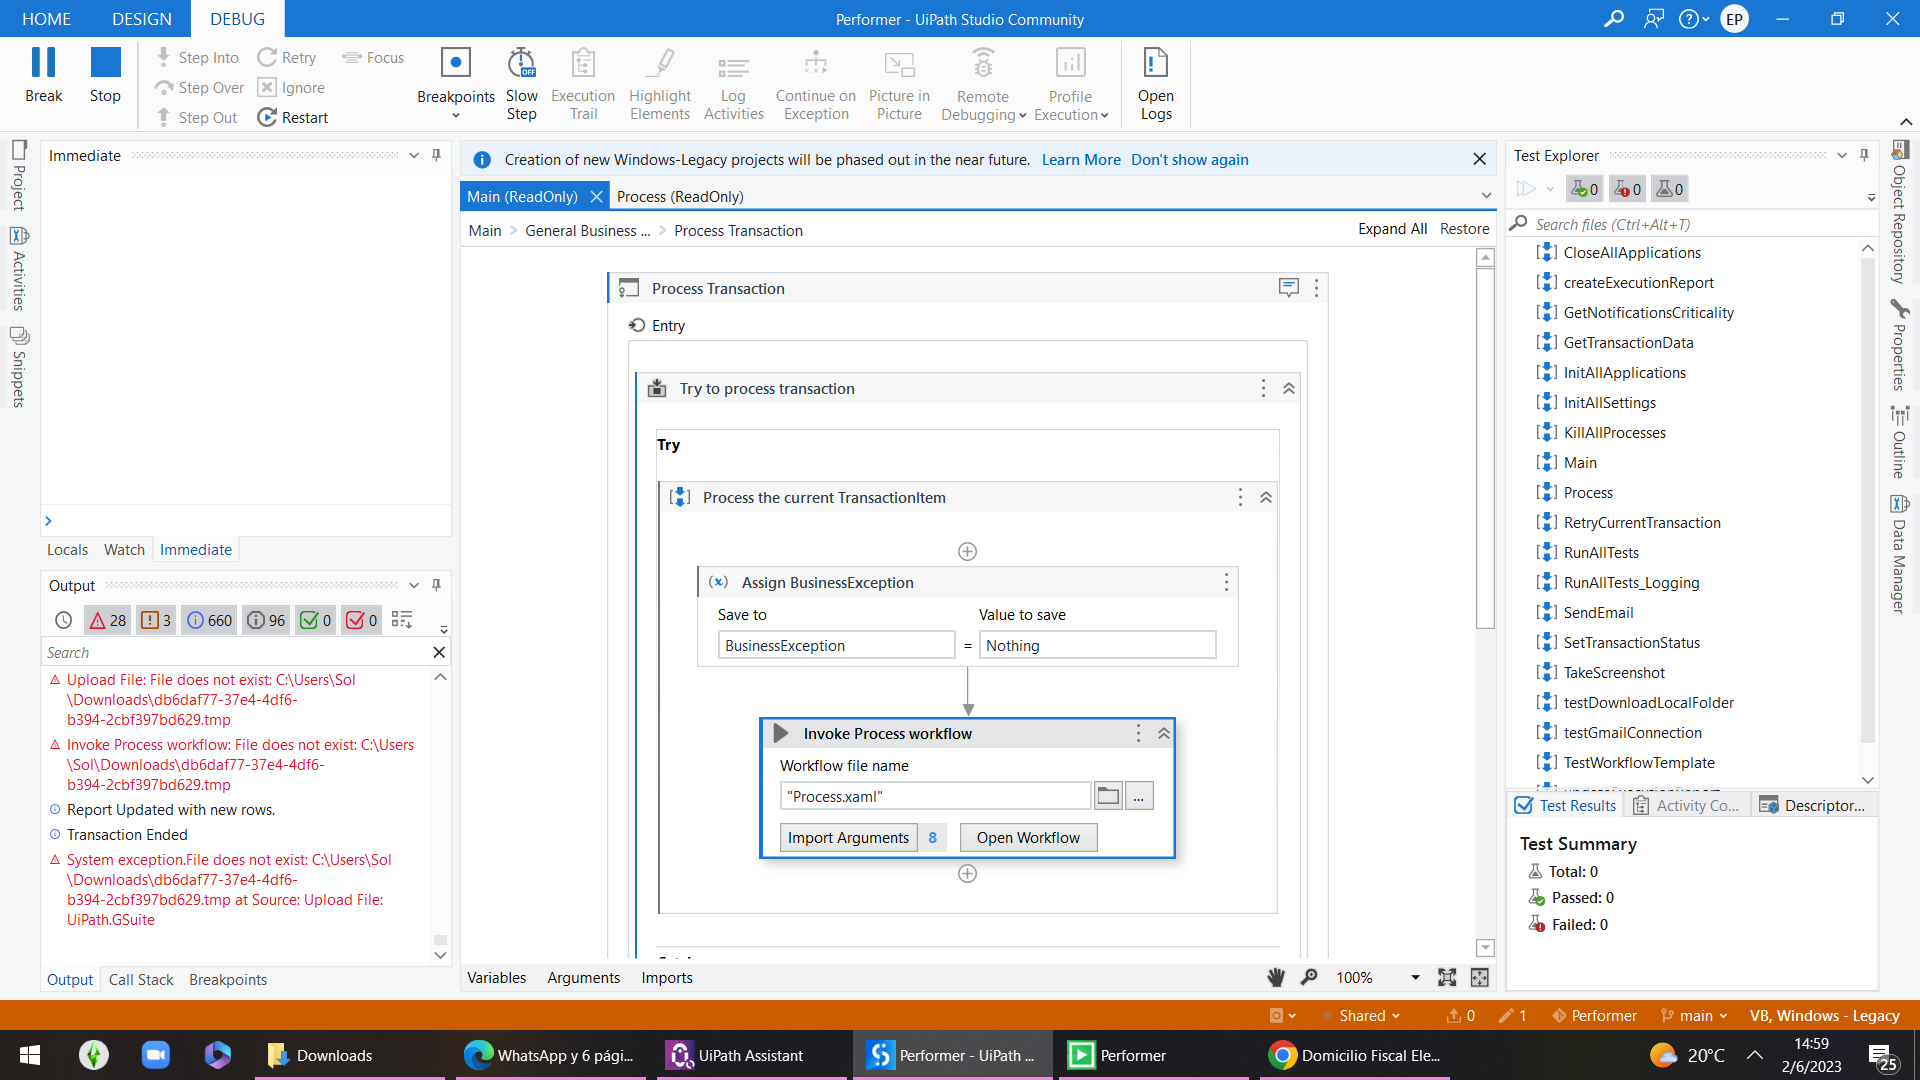 HOME DESIGN DEBUG
Performer - UiPath Studio Community
EP
Break
Stop
Step Into
Step Over
Step Out
Retry
Ignore
Restart
Focus
Breakpoints
Slow
Step
OFF
Execution
Trail
Highlight
Elements
Log
Activities
Continue on
Exception
Picture in
Picture
Remote
Debugging
Profile
Execution
Open
Logs
Project
Activities
Snippets
Immediate
Locals Watch Immediate
Output
28 3 660 96 0 0
Search
Upload File: File does not exist: C:\Users\Sol
\Downloads\db6daf77-37e4-4df6-
b394-2cbf397bd629.tmp
Invoke Process workflow: File does not exist: C:\Users
\Sol\Downloads\db6daf77-37e4-4df6-
b394-2cbf397bd629.tmp
Report Updated with new rows.
Transaction Ended
System exception.File does not exist: C:\Users\Sol
\Downloads\db6daf77-37e4-4df6-
b394-2cbf397bd629.tmp at Source: Upload File:
UiPath.GSuite
Output Call Stack Breakpoints
Creation of new Windows-Legacy projects will be phased out in the near future. Learn More Don't show again
Main (ReadOnly) Process (ReadOnly)
Main > General Business ... > Process Transaction
Expand All Restore
Process Transaction
Entry
Try to process transaction
Try
Process the current TransactionItem
Assign BusinessException
Save to Value to save
BusinessException = Nothing
Invoke Process workflow
Workflow file name
"Process.xaml"
...
Import Arguments 8 Open Workflow
Variables Arguments Imports
100%
Test Explorer
0 0 0
Search files (Ctrl+Alt+T)
CloseAllApplications
createExecutionReport
GetNotificationsCriticality
GetTransactionData
InitAllApplications
InitAllSettings
KillAllProcesses
Main
Process
RetryCurrentTransaction
RunAllTests
RunAllTests_Logging
SendEmail
SetTransactionStatus
TakeScreenshot
testDownloadLocalFolder
testGmailConnection
TestWorkflowTemplate
Test Results Activity Co... Descriptor...
Test Summary
Total: 0
Passed: 0
Failed: 0
Object Repository
Properties
Outline
Data Manager
Shared 0 1 Performer main VB, Windows - Legacy
Downloads
WhatsApp y 6 pági...
UiPath Assistant
Performer - UiPath ...
Performer
Domicilio Fiscal Ele...
20°C
14:59
2/6/2023
25